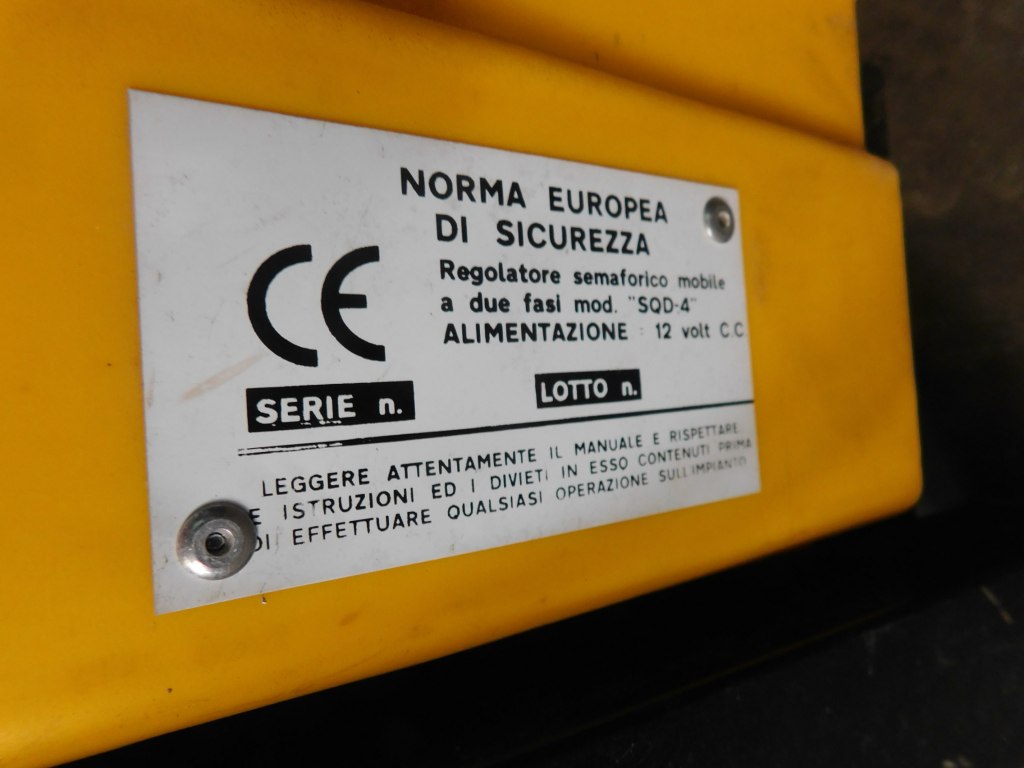 NORMA EUROPEA
DI SICUREZZA
CE
Regolatore semaforico mobile
a due fasi mod. "SQD-4"
ALIMENTAZIONE : 12 volt C.C
SERIE n.
LOTTO n.
LEGGERE ATTENTAMENTE IL MANUALE E RISPETTARE
E ISTRUZIONI ED I DIVIETI IN ESSO CONTENUTI PRIMA
DI EFFETTUARE QUALSIASI OPERAZIONE SULL'IMPIANTO